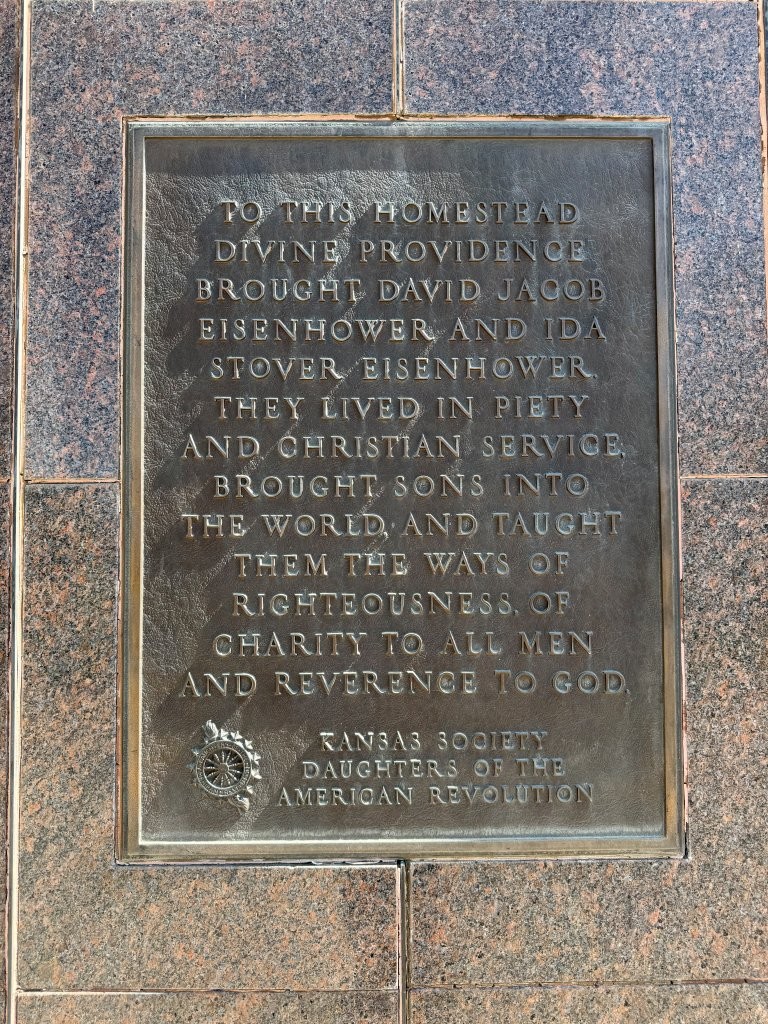 TO THIS HOMESTEAD
DIVINE PROVIDENCE
BROUGHT DAVID JACOB
EISENHOWER AND IDA
STOVER EISENHOWER.
THEY LIVED IN PIETY
AND CHRISTIAN SERVICE,
BROUGHT SONS INTO
THE WORLD, AND TAUGHT
THEM THE WAYS OF
RIGHTEOUSNESS, OF
CHARITY TO ALL MEN
AND REVERENCE TO GOD.
KANSAS SOCIETY
DAUGHTERS OF THE
AMERICAN REVOLUTION